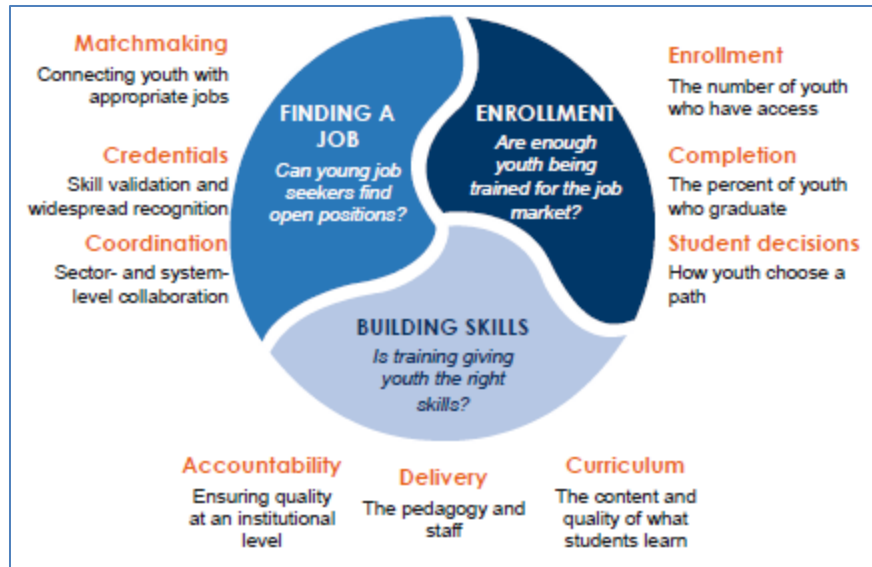 Matchmaking
Connecting youth with
appropriate jobs
Credentials
Skill validation and
widespread recognition
Coordination
Sector- and system-
level collaboration
FINDING A
JOB
Can young job
seekers find
open positions?
ENROLLMENT
Are enough
youth being
trained for the job
market?
Enrollment
The number of youth
who have access
Completion
The percent of youth
who graduate
Student decisions
How youth choose a
path
BUILDING SKILLS
Is training giving
youth the right
skills?
Accountability
Ensuring quality
at an institutional
level
Delivery
The pedagogy and
staff
Curriculum
The content and
quality of what
students learn